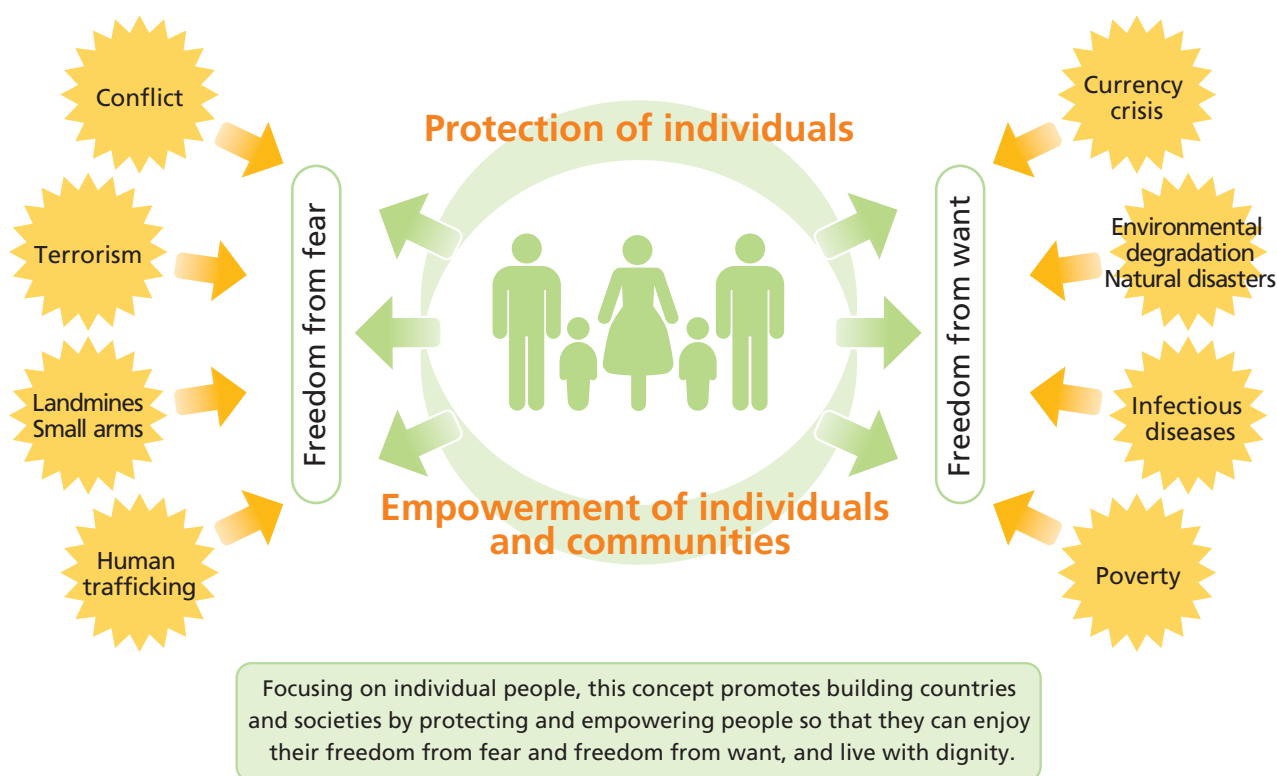 Conflict
Terrorism
Landmines
Small arms
Human
trafficking
Freedom from fear
Protection of individuals
Empowerment of individuals
and communities
Freedom from want
Currency
crisis
Environmental
degradation
Natural disasters
Infectious
diseases
Poverty
Focusing on individual people, this concept promotes building countries
and societies by protecting and empowering people so that they can enjoy
their freedom from fear and freedom from want, and live with dignity.